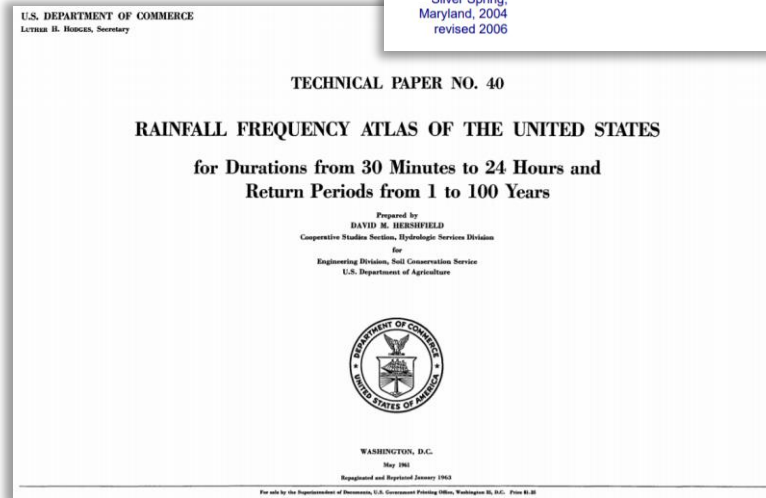 Silver Spring,
Maryland, 2004
revised 2006
U.S. DEPARTMENT OF COMMERCE
LUTHER H. HODGES, Secretary
TECHNICAL PAPER NO. 40
RAINFALL FREQUENCY ATLAS OF THE UNITED STATES
for Durations from 30 Minutes to 24 Hours and
Return Periods from 1 to 100 Years
Prepared by
DAVID M. HERSHFIELD
Cooperative Studies Section, Hydrologic Services Division
for
Engineering Division, Soil Conservation Service
U.S. Department of Agriculture
DEPARTMENT OF COMMERCE
UNITED STATES OF AMERICA
WASHINGTON, D.C.
May 1961
Repaginated and Reprinted January 1963
For sale by the Superintendent of Documents, U.S. Government Printing Office, Washington 25, D.C. Price $1.25